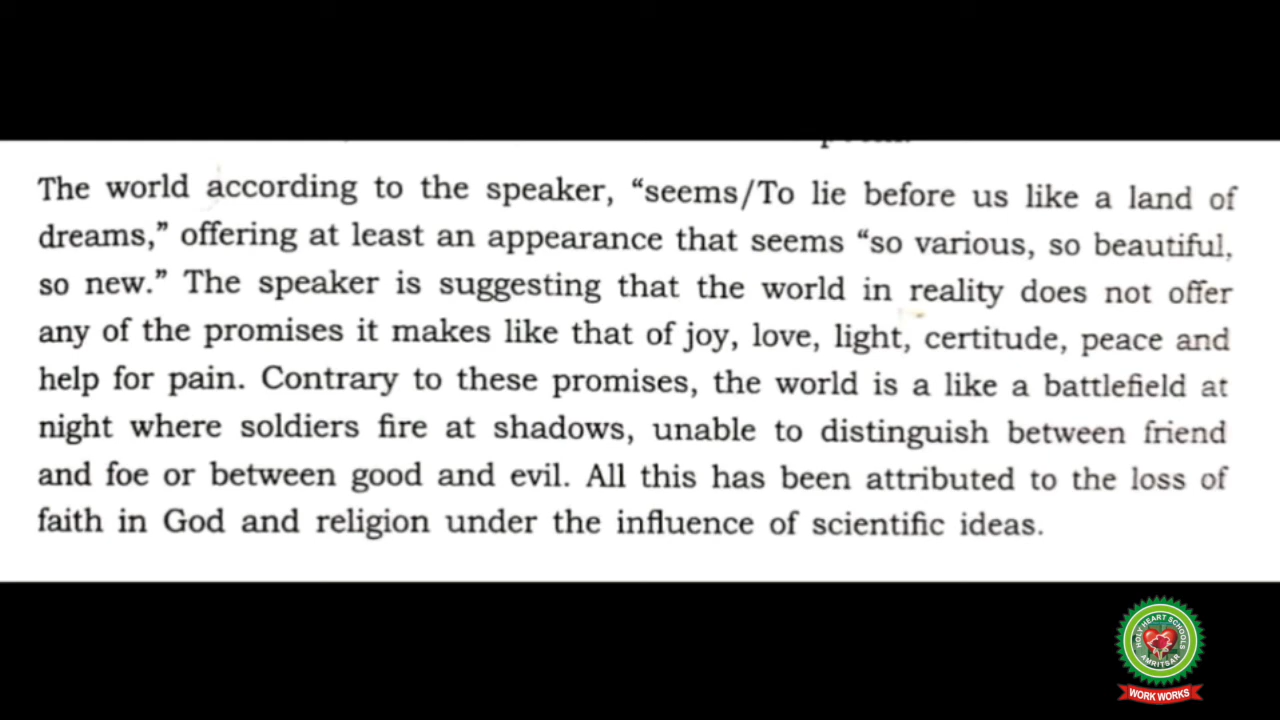 The world according to the speaker, “seems/To lie before us like a land of
dreams,” offering at least an appearance that seems “so various, so beautiful,
so new.” The speaker is suggesting that the world in reality does not offer
any of the promises it makes like that of joy, love, light, certitude, peace and
help for pain. Contrary to these promises, the world is a like a battlefield at
night where soldiers fire at shadows, unable to distinguish between friend
and foe or between good and evil. All this has been attributed to the loss of
faith in God and religion under the influence of scientific ideas.
HOLY HEART SCHOOLS
AMRITSAR
WORK WORKS